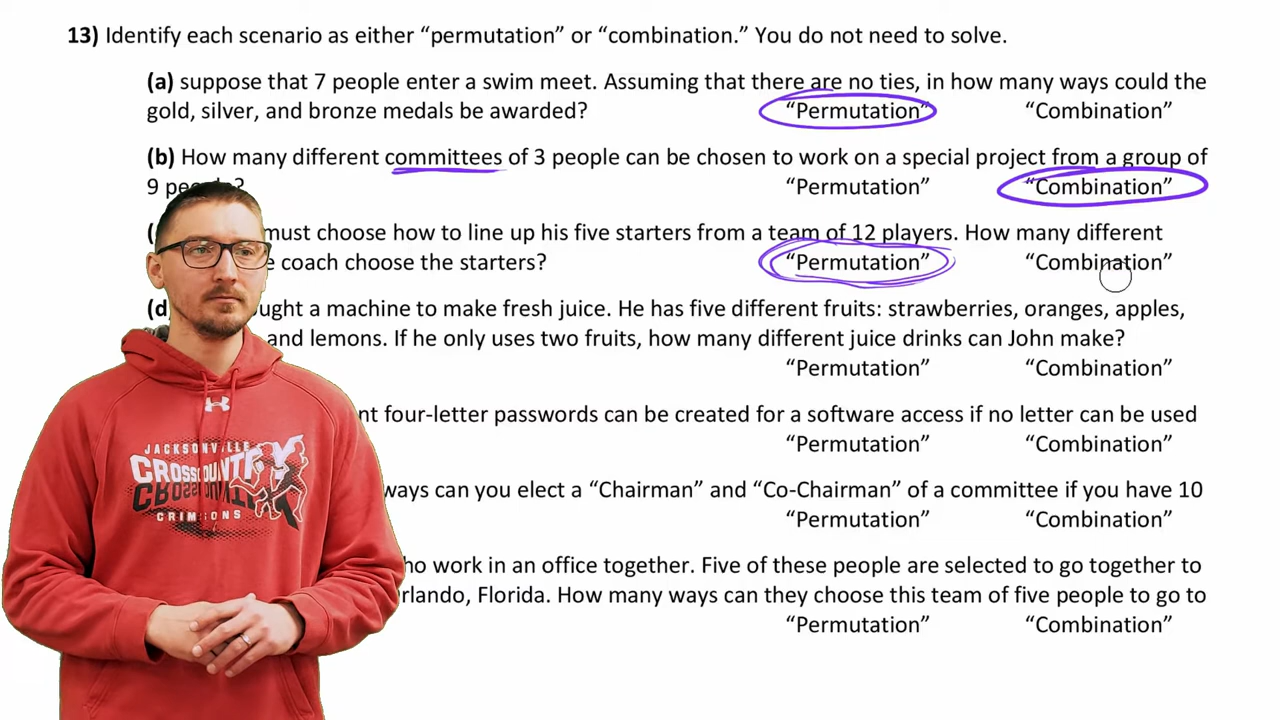 13) Identify each scenario as either “permutation” or “combination.” You do not need to solve.
(a) suppose that 7 people enter a swim meet. Assuming that there are no ties, in how many ways could the
gold, silver, and bronze medals be awarded? “Permutation” “Combination”
(b) How many different committees of 3 people can be chosen to work on a special project from a group of
9 people? “Permutation” “Combination”
must choose how to line up his five starters from a team of 12 players. How many different
coach choose the starters? “Permutation” “Combination”
(d) a machine to make fresh juice. He has five different fruits: strawberries, oranges, apples,
and lemons. If he only uses two fruits, how many different juice drinks can John make?
“Permutation” “Combination”
four-letter passwords can be created for a software access if no letter can be used
“Permutation” “Combination”
ways can you elect a “Chairman” and “Co-Chairman” of a committee if you have 10
“Permutation” “Combination”
work in an office together. Five of these people are selected to go together to
Orlando, Florida. How many ways can they choose this team of five people to go to
“Permutation” “Combination”
JACKSONVILLE
CROSS COUNTRY
CRIMSONS